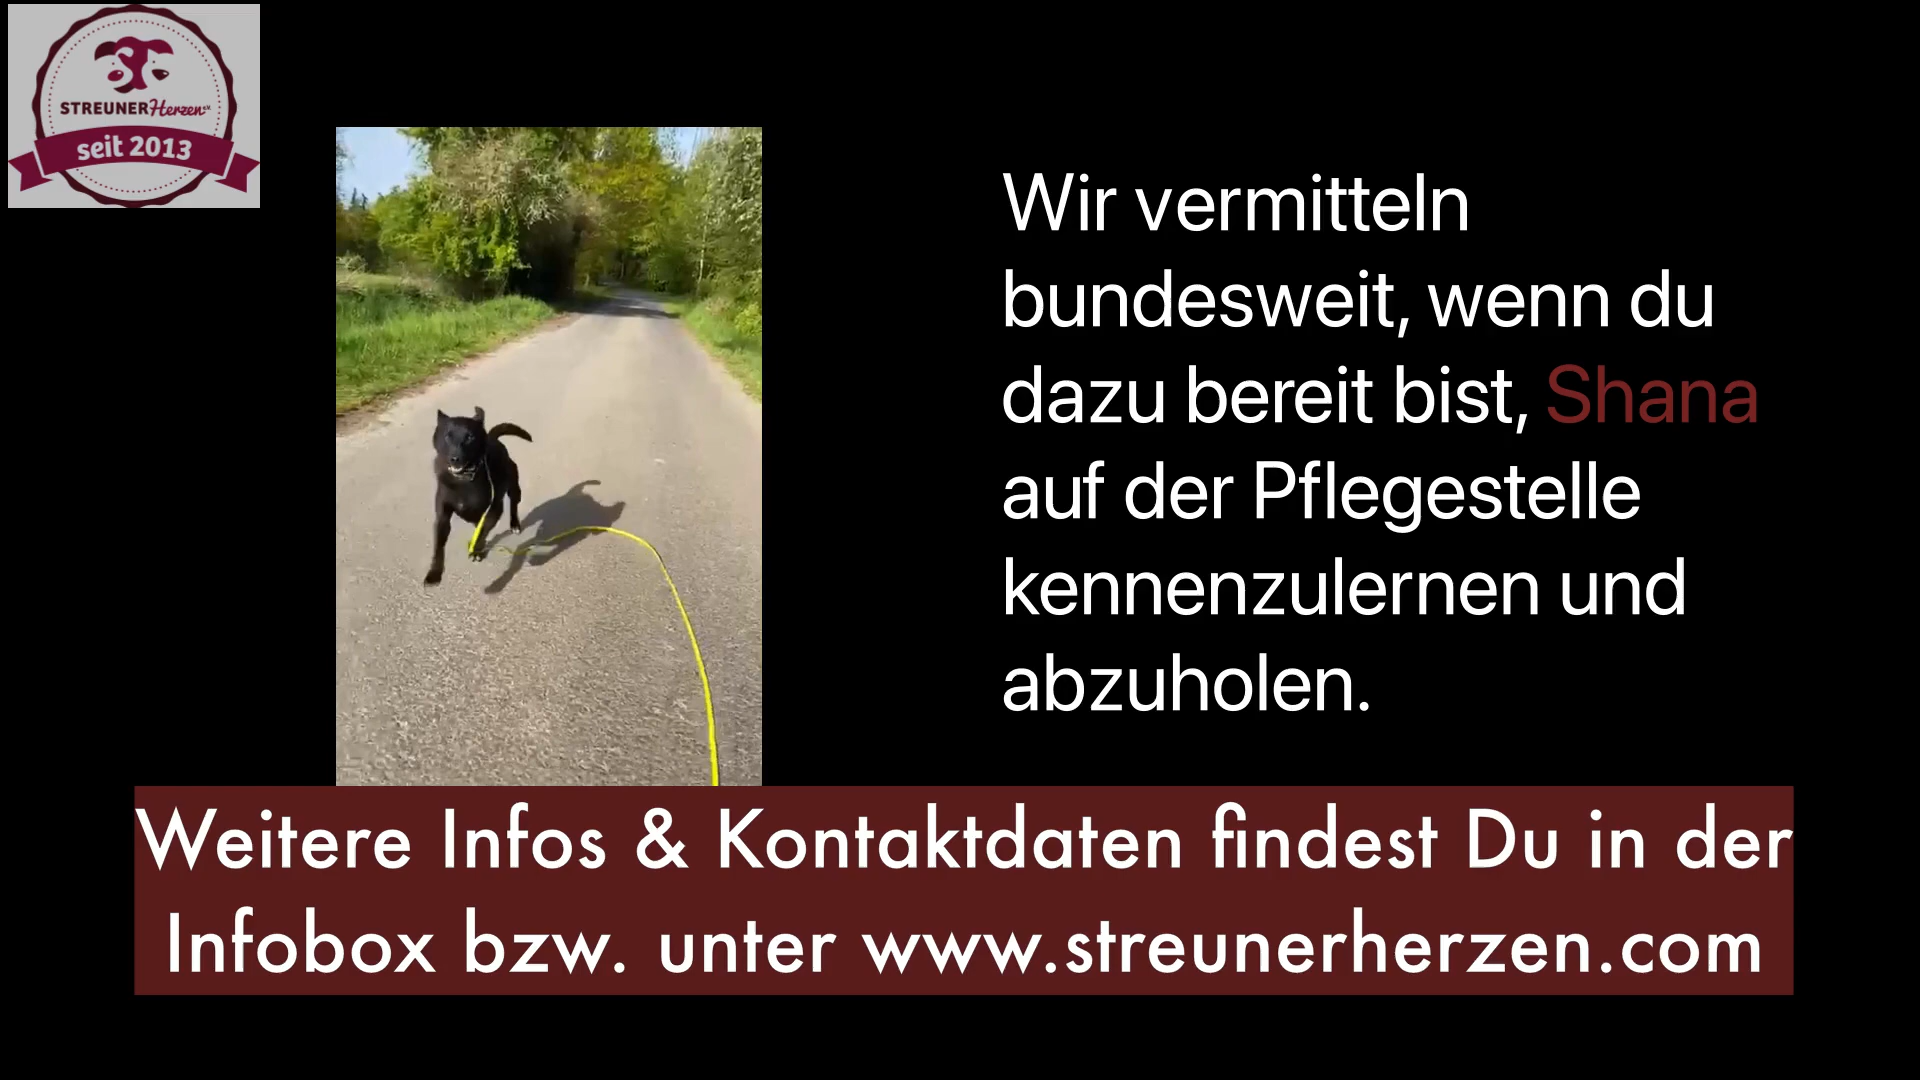 STREUNERHerzen e.V.
seit 2013
Wir vermitteln
bundesweit, wenn du
dazu bereit bist, Shana
auf der Pflegestelle
kennenzulernen und
abzuholen.
Weitere Infos & Kontaktdaten findest Du in der
Infobox bzw. unter www.streunerherzen.com